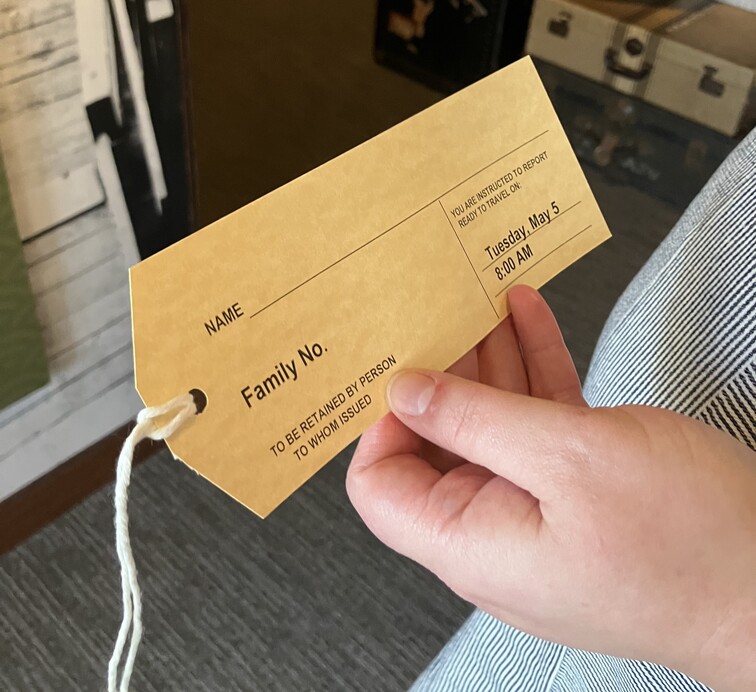 NAME
Family No.
TO BE RETAINED BY PERSON
TO WHOM ISSUED
YOU ARE INSTRUCTED TO REPORT
READY TO TRAVEL ON:
Tuesday, May 5
8:00 AM